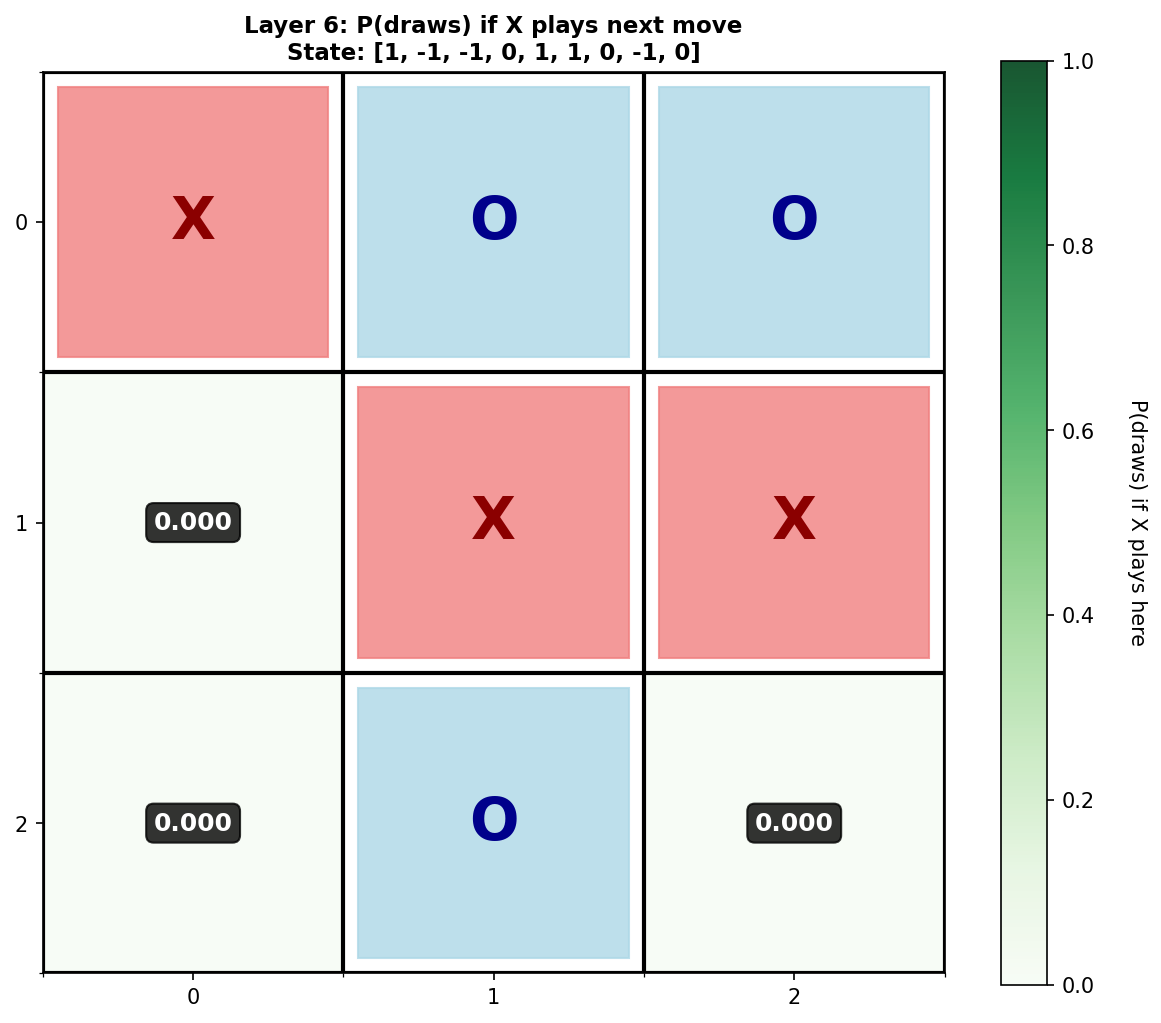 Layer 6: P(draws) if X plays next move
State: [1, -1, -1, 0, 1, 1, 0, -1, 0]
1.0
0.8
0.6
0.4
0.2
0.0
P(draws) if X plays here
0
X
O
O
1
0.000
X
X
2
0.000
O
0.000
0
1
2